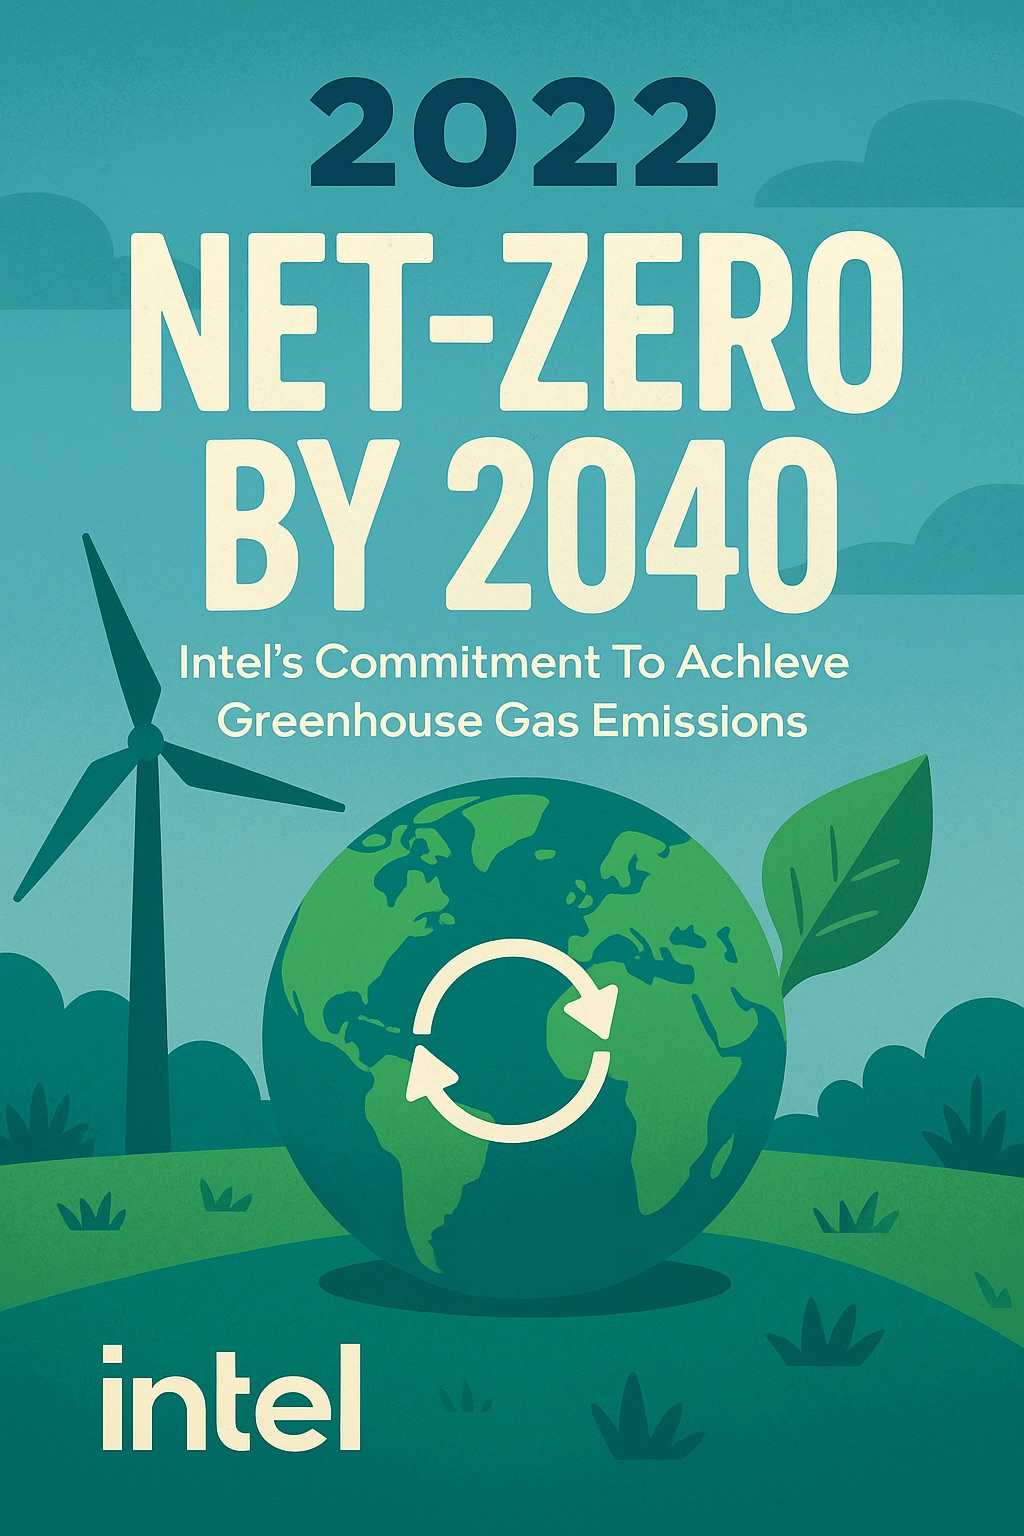 2022
NET-ZERO
BY 2040
Intel's Commitment To Achleve
Greenhouse Gas Emissions
intel